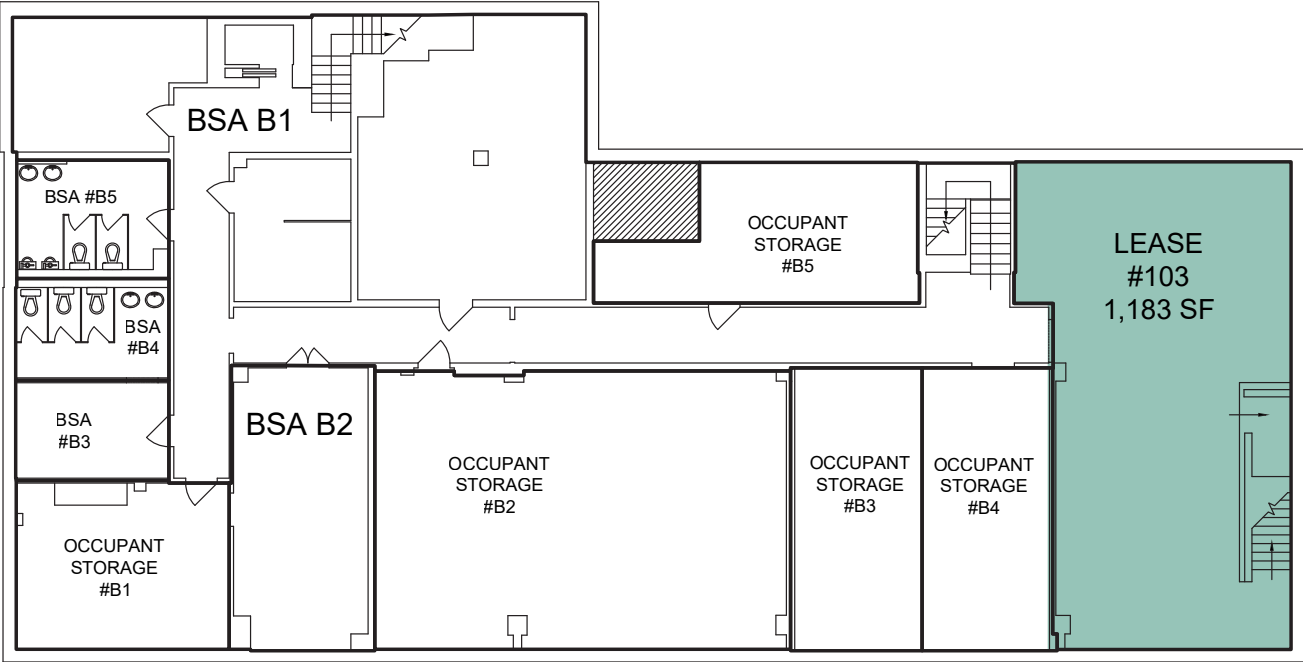 BSA B1
BSA #B5
OCCUPANT
STORAGE
#B5
LEASE
#103
1,183 SF
BSA
#B4
BSA
#B3
BSA B2
OCCUPANT
STORAGE
#B2
OCCUPANT
STORAGE
#B3
OCCUPANT
STORAGE
#B4
OCCUPANT
STORAGE
#B1